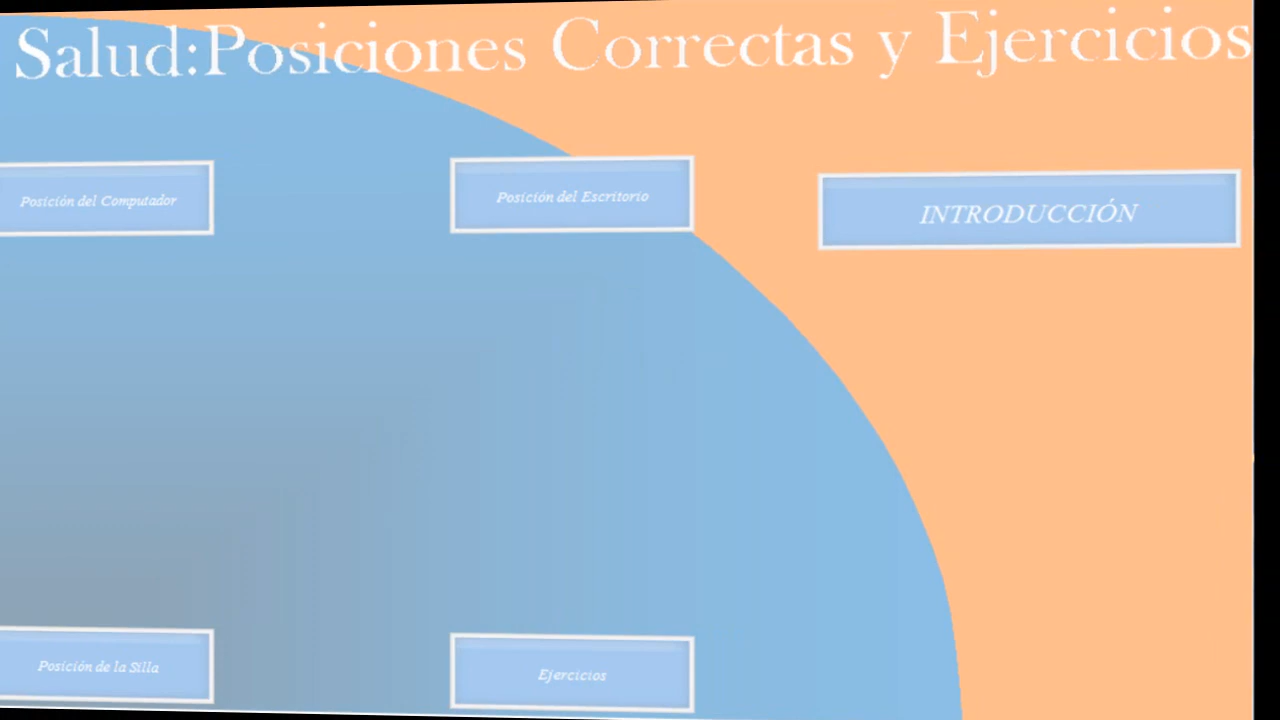 Salud:Posiciones Correctas y Ejercicios
Posición del Computador
Posición del Escritorio
INTRODUCCIÓN
Posición de la Silla
Ejercicios